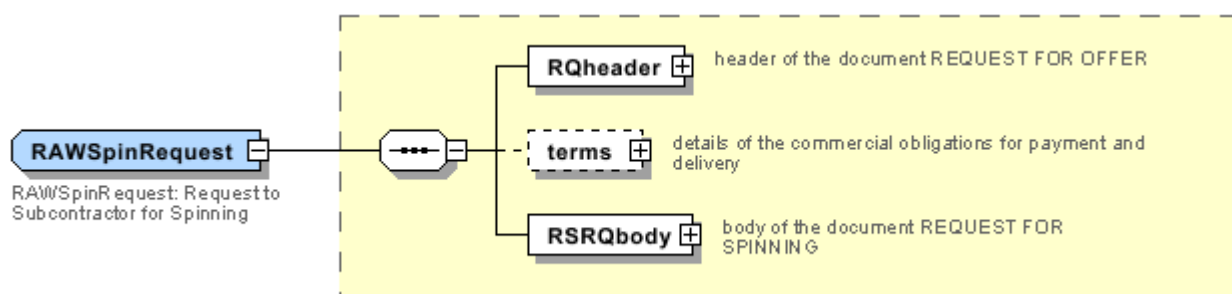 RQheader
header of the document REQUEST FOR OFFER
RAWSpinRequest
terms
details of the commercial obligations for payment and
delivery
RAWSpinRequest: Request to
Subcontractor for Spinning
RSRQbody
body of the document REQUEST FOR
SPINNING